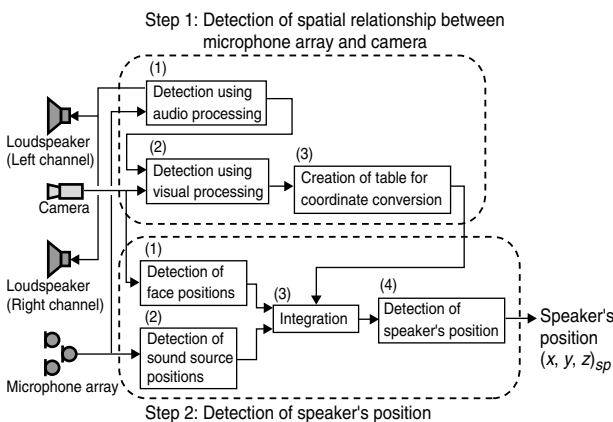 Step 1: Detection of spatial relationship between
microphone array and camera
(1)
Detection using
audio processing
Loudspeaker
(Left channel)
(2)
Detection using
visual processing
(3)
Creation of table for
coordinate conversion
Camera
Loudspeaker
(Right channel)
(1)
Detection of
face positions
(2)
Detection of
sound source
positions
(3)
Integration
(4)
Detection of
speaker's position
Speaker's
position
(x, y, z)sp
Microphone array
Step 2: Detection of speaker's position